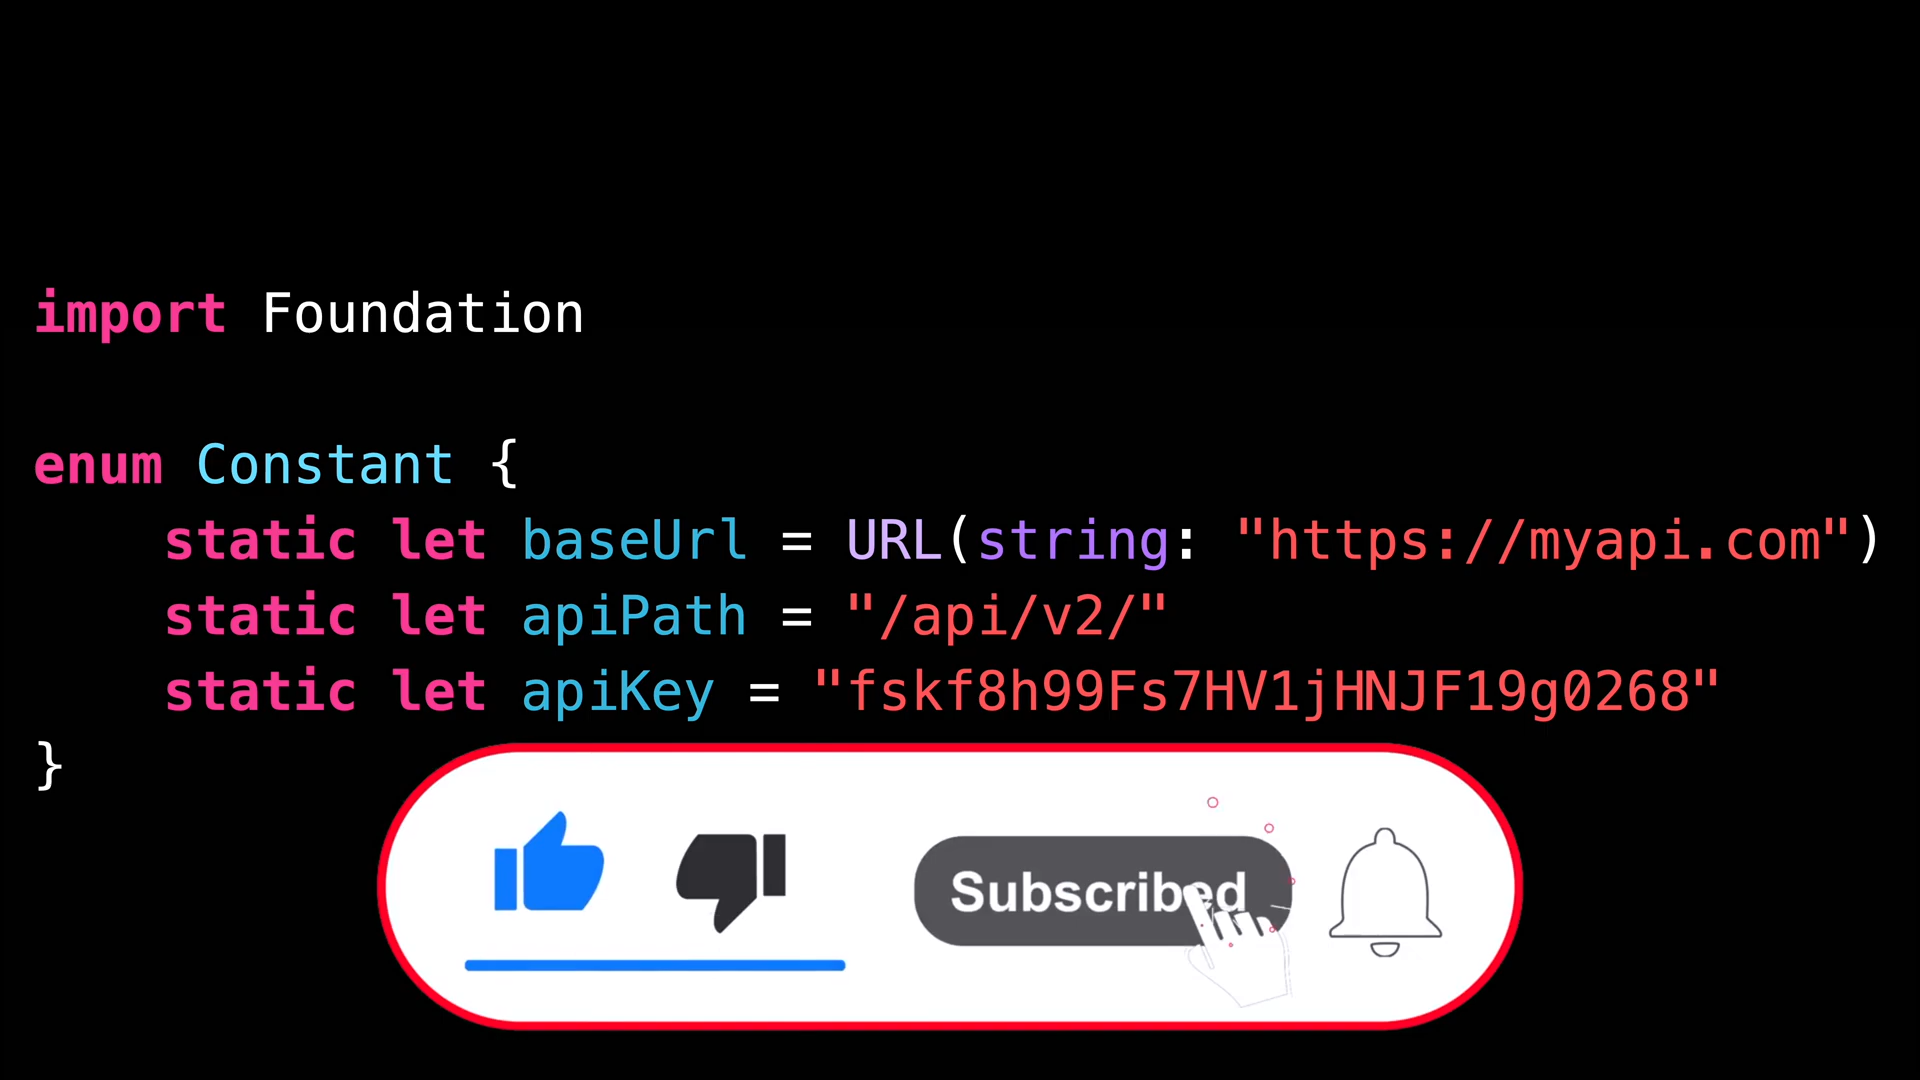 import Foundation
enum Constant {
    static let baseUrl = URL(string: "https://myapi.com")
    static let apiPath = "/api/v2/"
    static let apiKey = "fskf8h99Fs7HV1jHNJF19g0268"
}
Subscribed